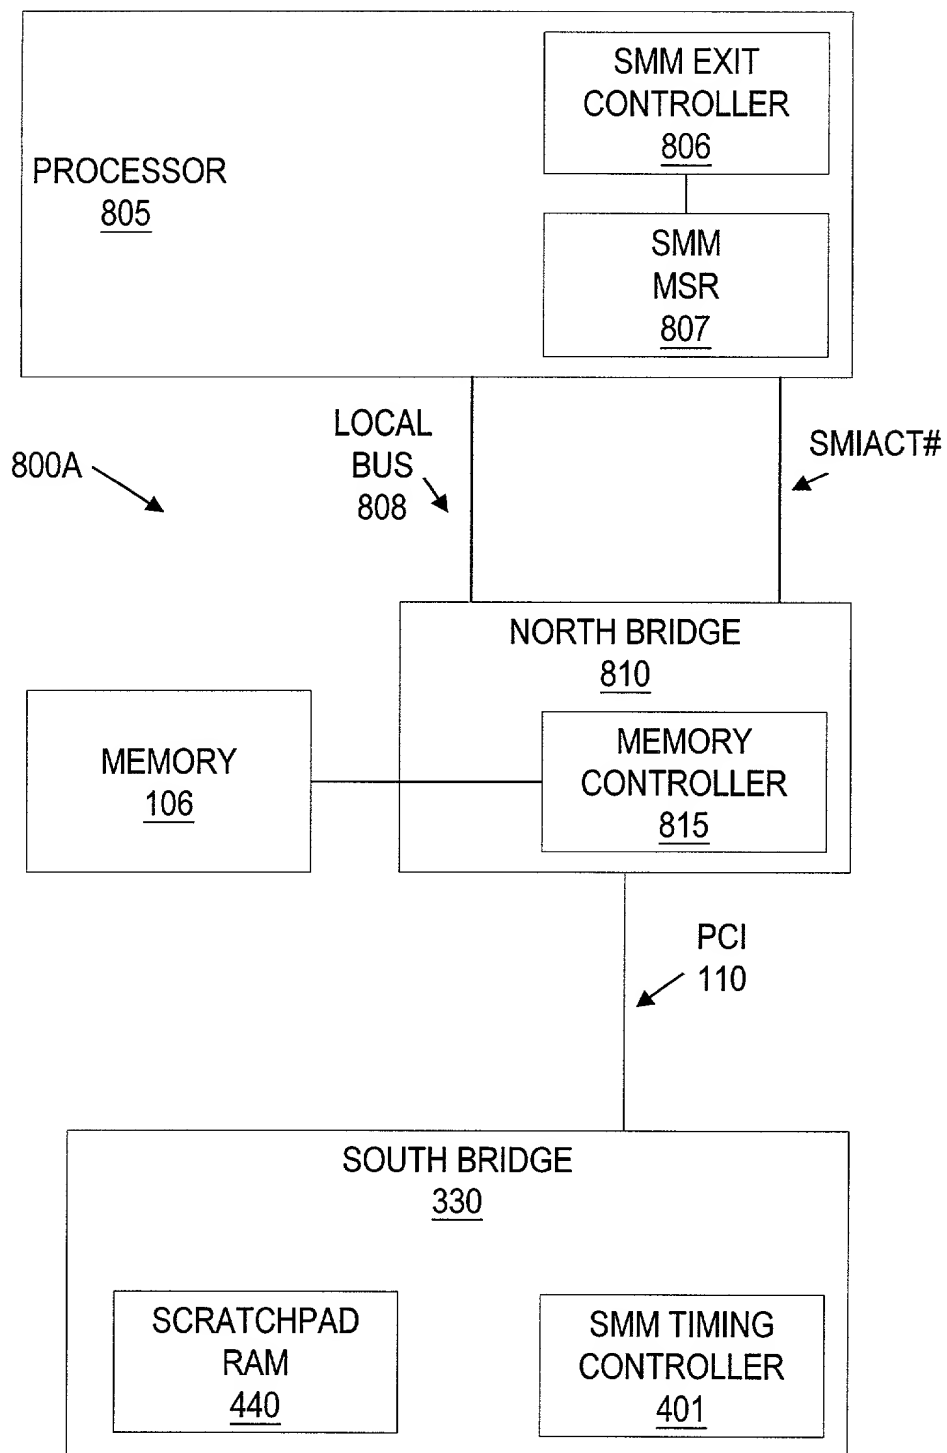 SMM EXIT
CONTROLLER
806
PROCESSOR
805
SMM
MSR
807
LOCAL
BUS
808
SMIACT#
800A
NORTH BRIDGE
810
MEMORY
106
MEMORY
CONTROLLER
815
PCI
110
SOUTH BRIDGE
330
SCRATCHPAD
RAM
440
SMM TIMING
CONTROLLER
401